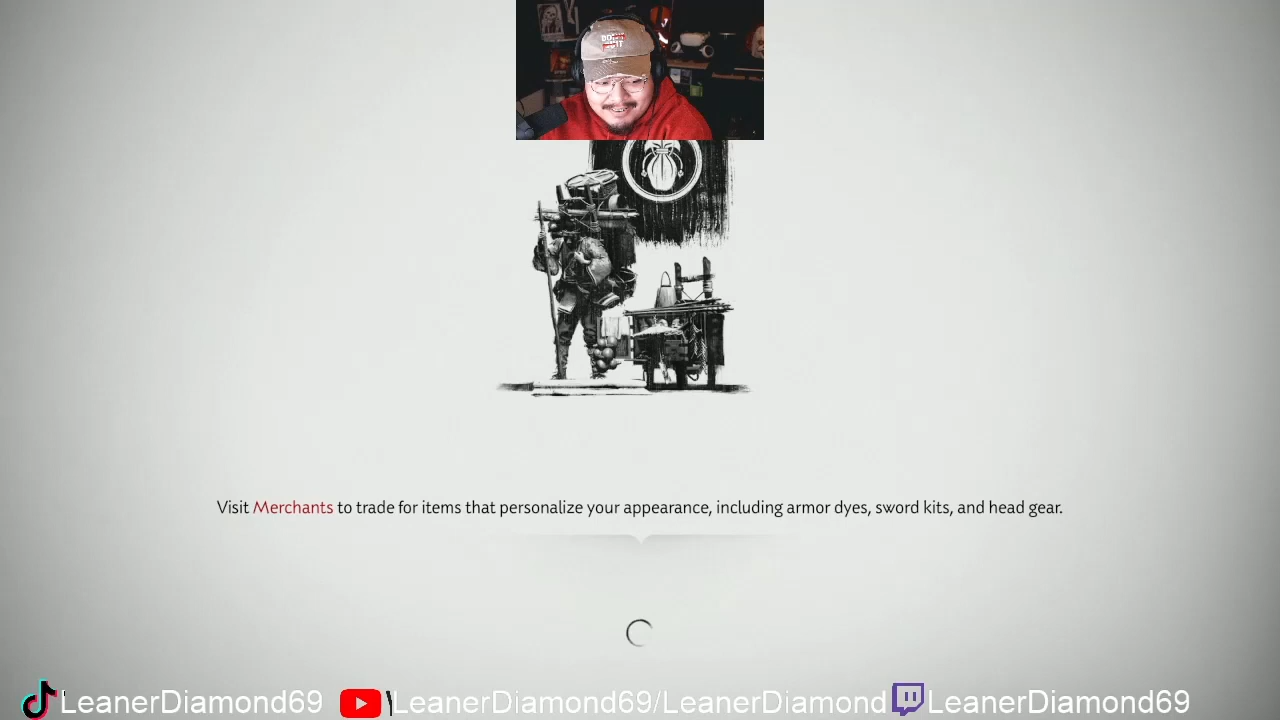 Visit Merchants to trade for items that personalize your appearance, including armor dyes, sword kits, and head gear.
LeanerDiamond69
\LeanerDiamond69/LeanerDiamond
LeanerDiamond69